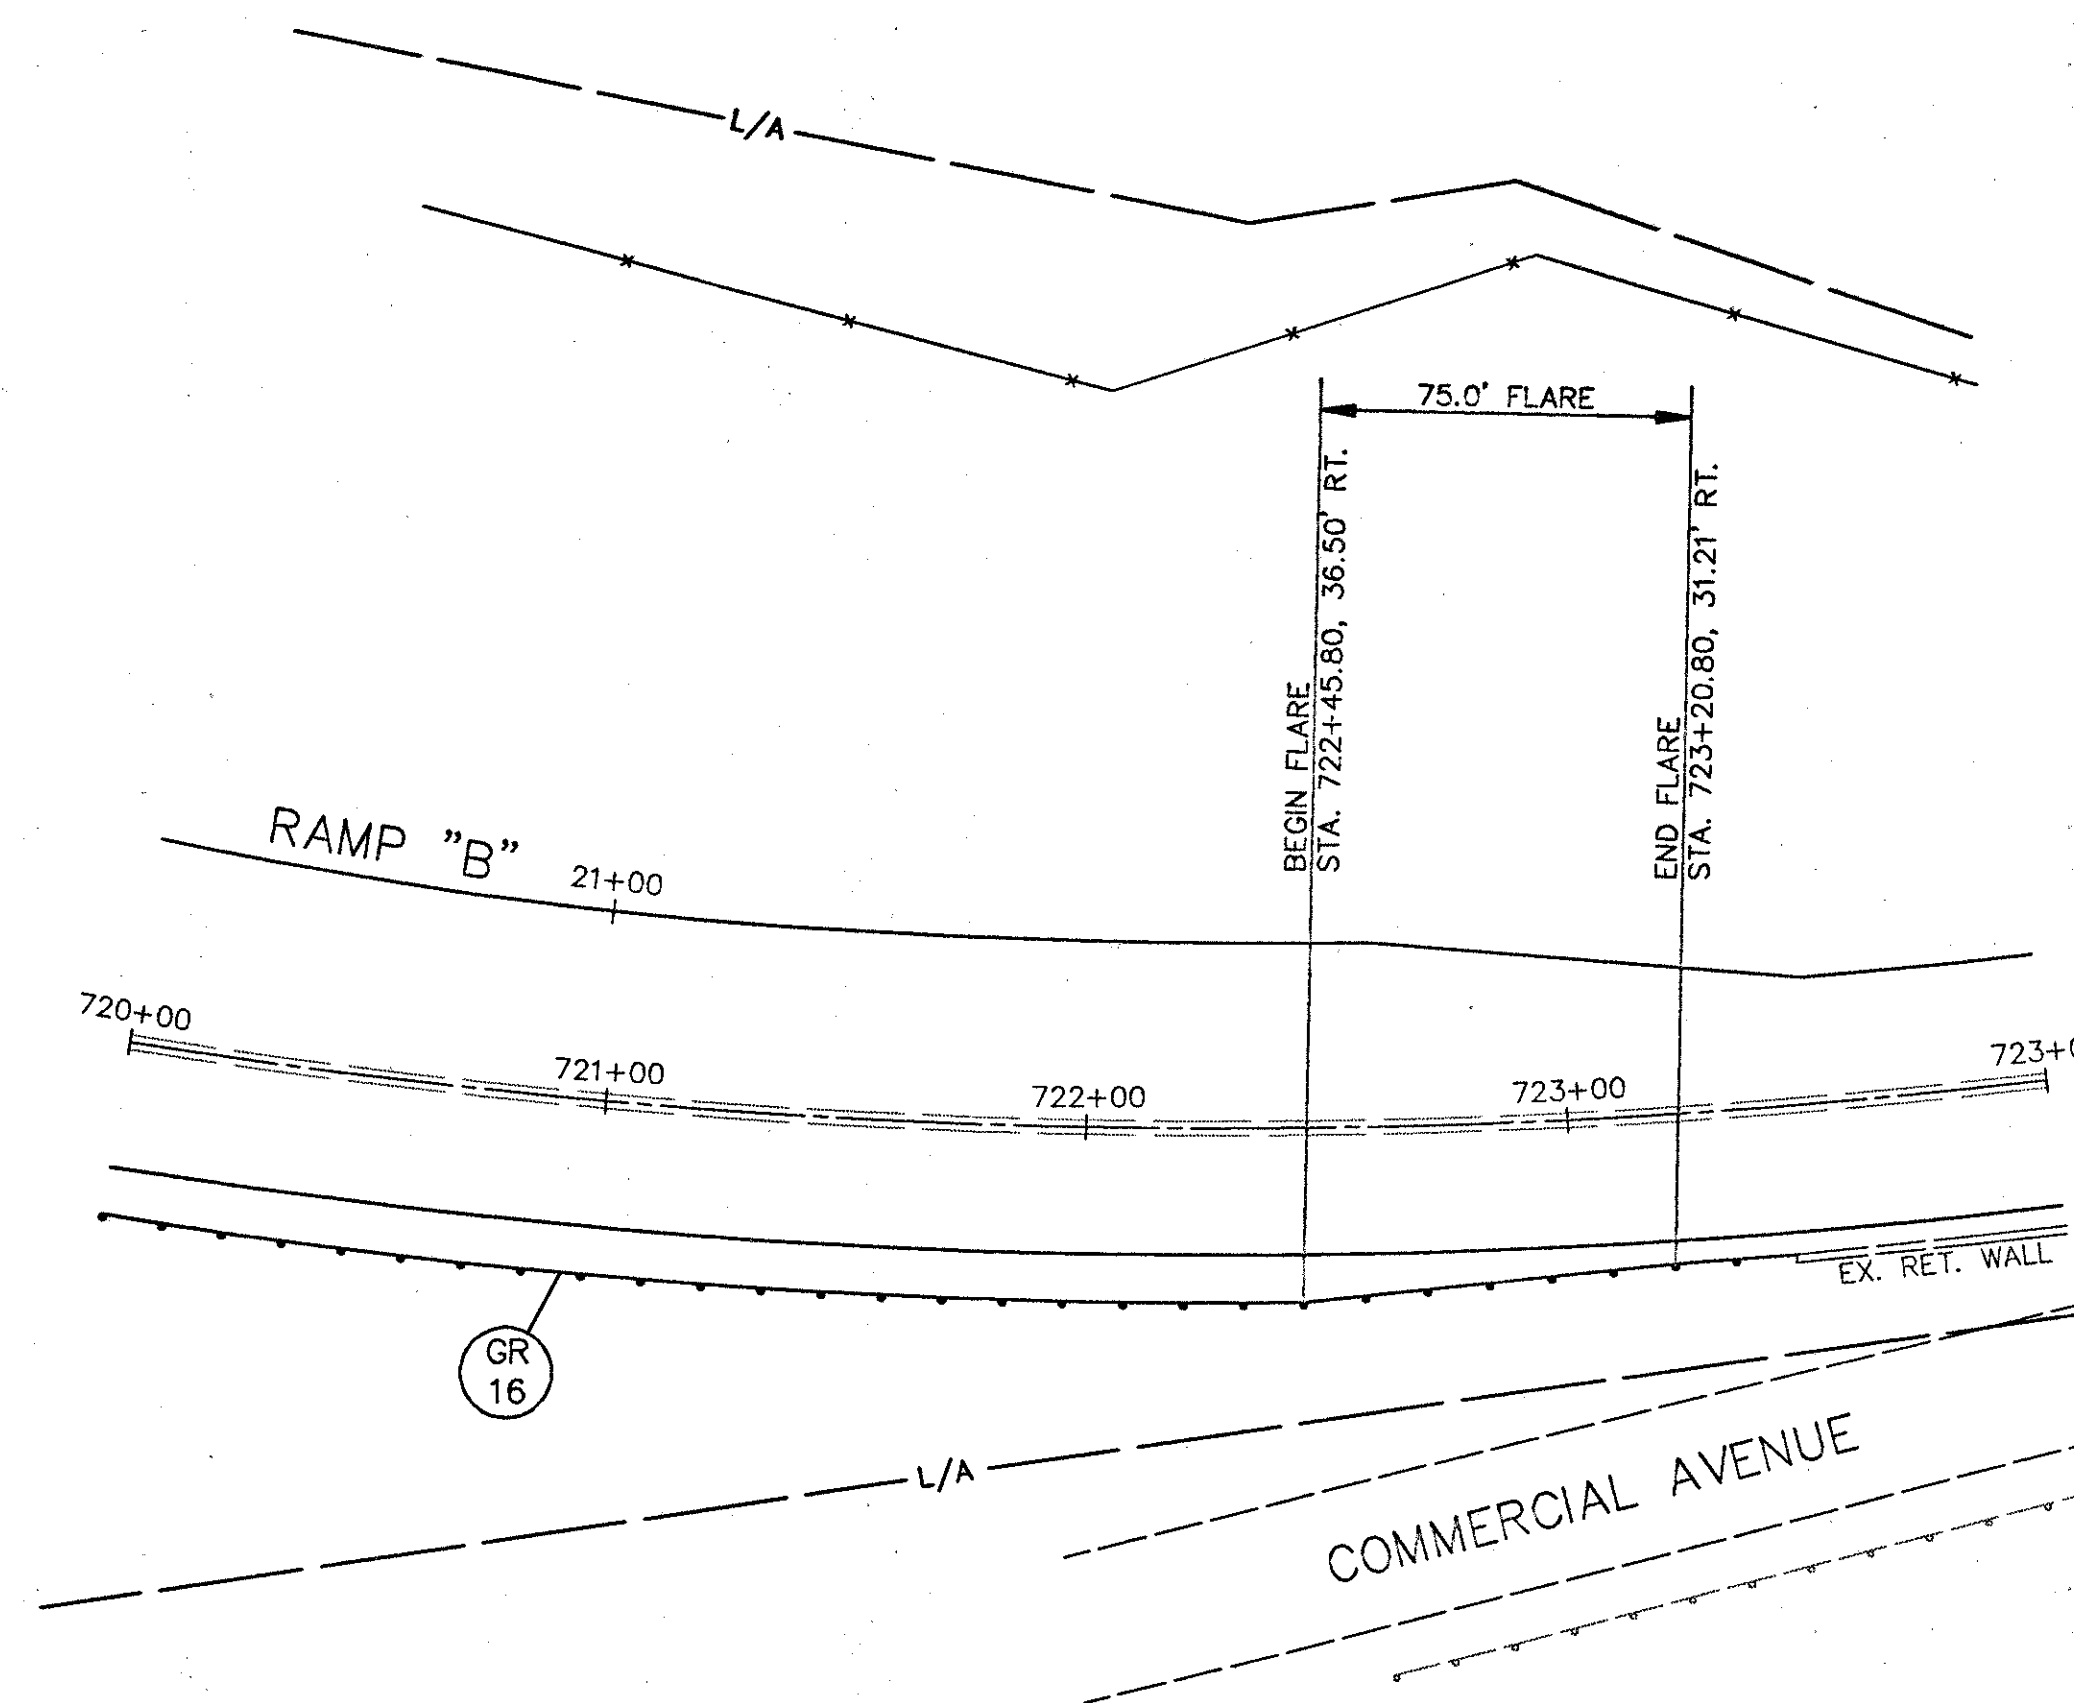 L/A
75.0' FLARE
BEGIN FLARE
STA. 722+45.80, 36.50' RT.
END FLARE
STA. 723+20.80, 31.21' RT.
RAMP "B"
21+00
720+00
721+00
722+00
723+00
723+0
EX. RET. WALL
GR
16
L/A
COMMERCIAL AVENUE